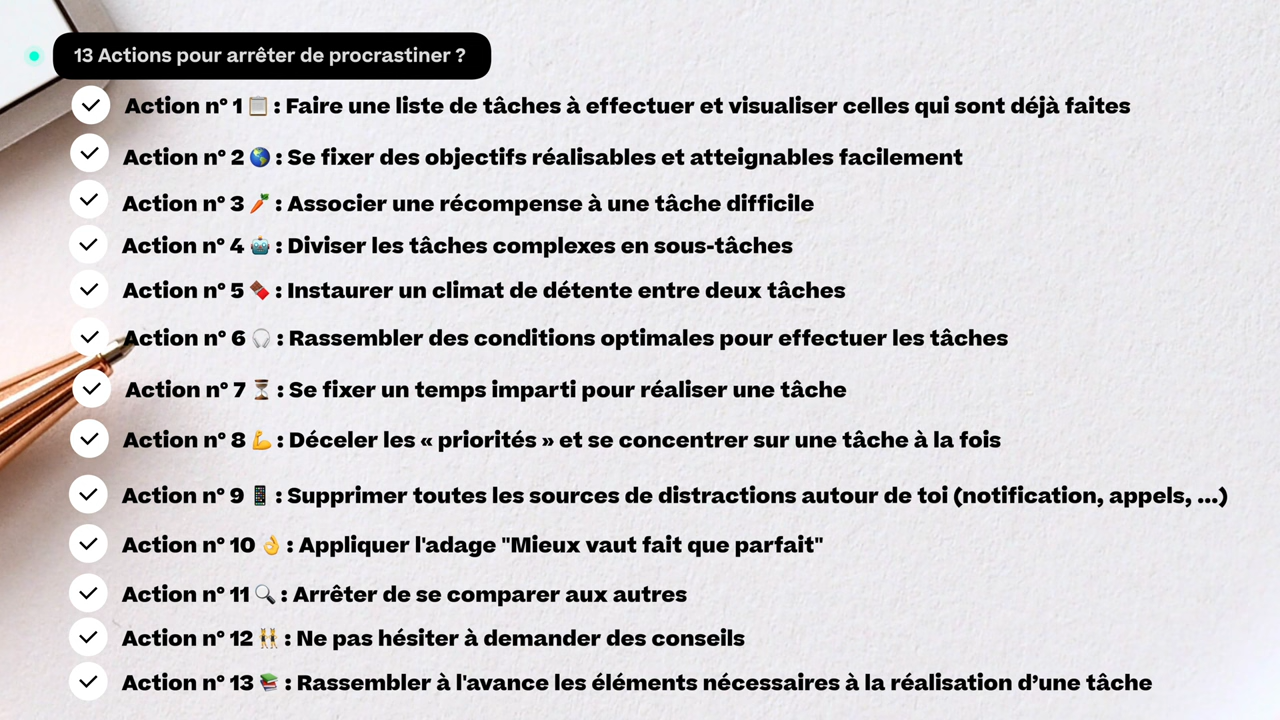 13 Actions pour arrêter de procrastiner ?
Action n° 1 📋 : Faire une liste de tâches à effectuer et visualiser celles qui sont déjà faites
Action n° 2 🌎 : Se fixer des objectifs réalisables et atteignables facilement
Action n° 3 🥕 : Associer une récompense à une tâche difficile
Action n° 4 🤖 : Diviser les tâches complexes en sous-tâches
Action n° 5 🍫 : Instaurer un climat de détente entre deux tâches
Action n° 6 🎧 : Rassembler des conditions optimales pour effectuer les tâches
Action n° 7 ⏳ : Se fixer un temps imparti pour réaliser une tâche
Action n° 8 💪 : Déceler les « priorités » et se concentrer sur une tâche à la fois
Action n° 9 📱 : Supprimer toutes les sources de distractions autour de toi (notification, appels, ...)
Action n° 10 👌 : Appliquer l'adage "Mieux vaut fait que parfait"
Action n° 11 🔍 : Arrêter de se comparer aux autres
Action n° 12 👯 : Ne pas hésiter à demander des conseils
Action n° 13 📚 : Rassembler à l'avance les éléments nécessaires à la réalisation d’une tâche